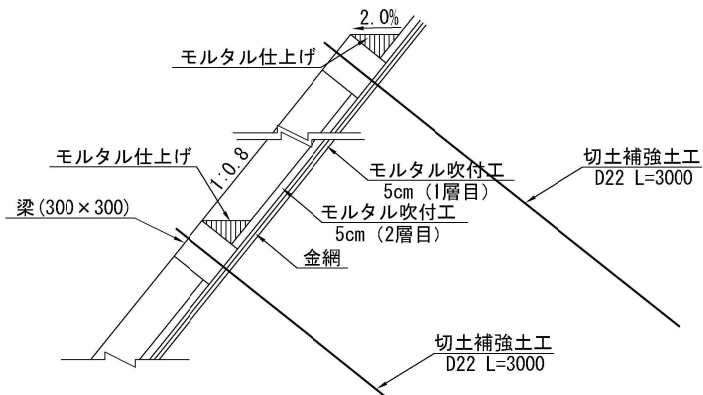 2.0%
モルタル仕上げ
1:0.8
モルタル仕上げ
モルタル吹付工
5cm (1層目)
切土補強土工
D22 L=3000
梁(300×300)
モルタル吹付工
5cm (2層目)
金網
切土補強土工
D22 L=3000